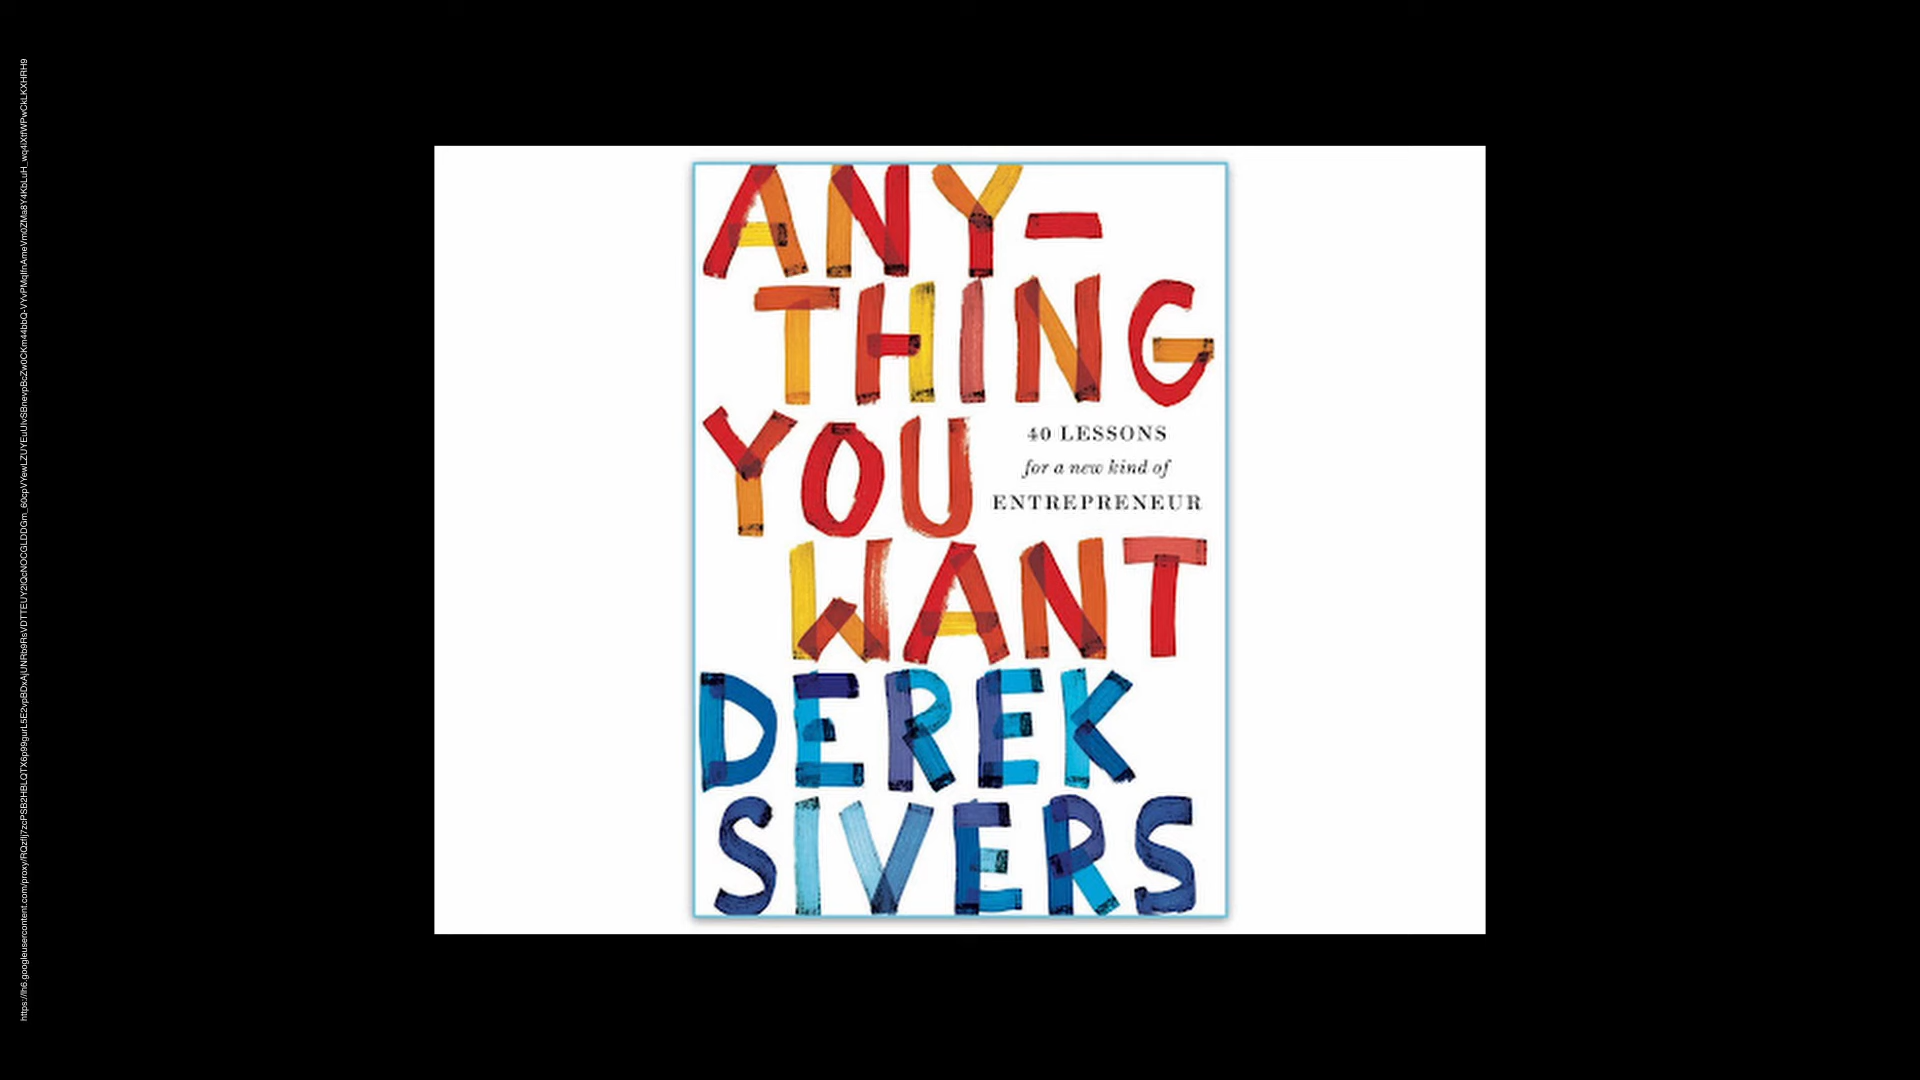 ANY-
THING
YOU
40 LESSONS
for a new kind of
ENTREPRENEUR
WANT
DEREK
SIVERS